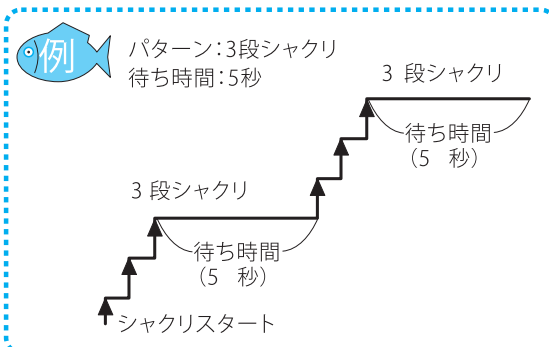 例
パターン：3段シャクリ
待ち時間：5秒
3 段シャクリ
待ち時間
（5 秒）
3 段シャクリ
待ち時間
（5 秒）
シャクリスタート